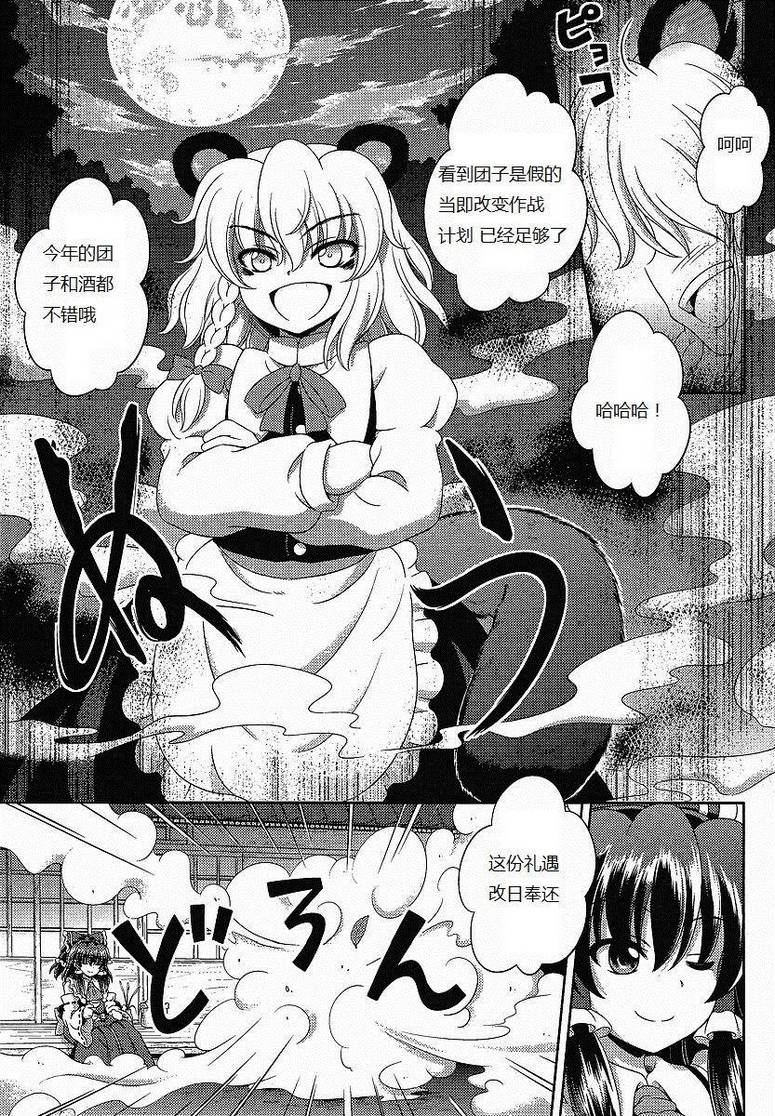 ピョコ
呵呵
看到团子是假的
当即改变作战
计划 已经足够了
今年的团
子和酒都
不错哦
哈哈哈！
ぬぅ
这份礼遇
改日奉还
どろん